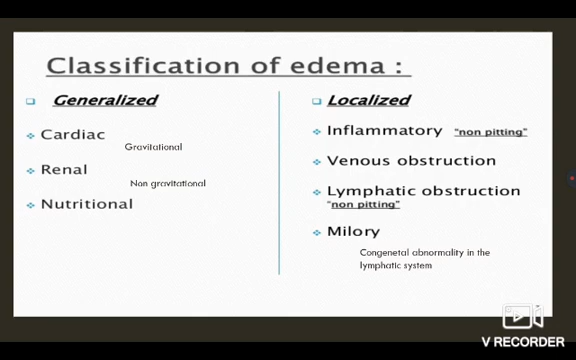 Classification of edema :
Generalized
Cardiac
Gravitational
Renal
Non gravitational
Nutritional
Localized
Inflammatory "non pitting"
Venous obstruction
Lymphatic obstruction
"non pitting"
Milory
Congenetal abnormality in the
lymphatic system
V RECORDER